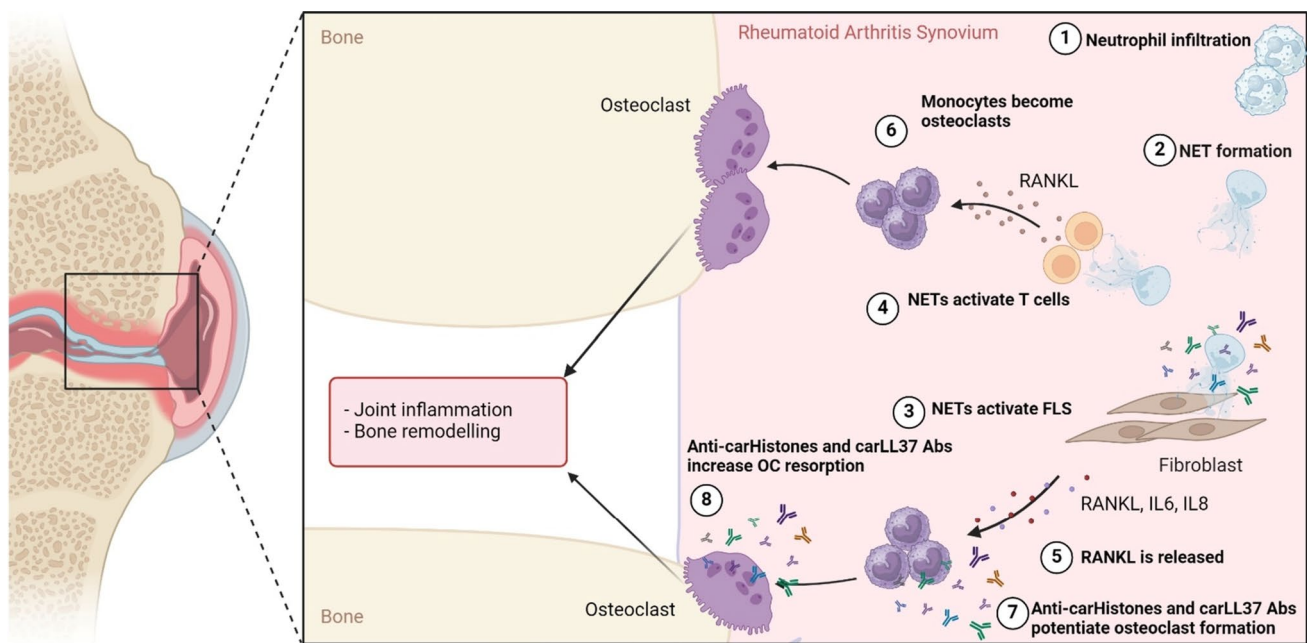 Bone
Rheumatoid Arthritis Synovium
1
Neutrophil infiltration
Osteoclast
6
Monocytes become
osteoclasts
2
NET formation
RANKL
4
NETs activate T cells
- Joint inflammation
- Bone remodelling
3
NETs activate FLS
Anti-carHistones and carLL37 Abs
increase OC resorption
8
Fibroblast
RANKL, IL6, IL8
5
RANKL is released
Osteoclast
Bone
7
Anti-carHistones and carLL37 Abs
potentiate osteoclast formation